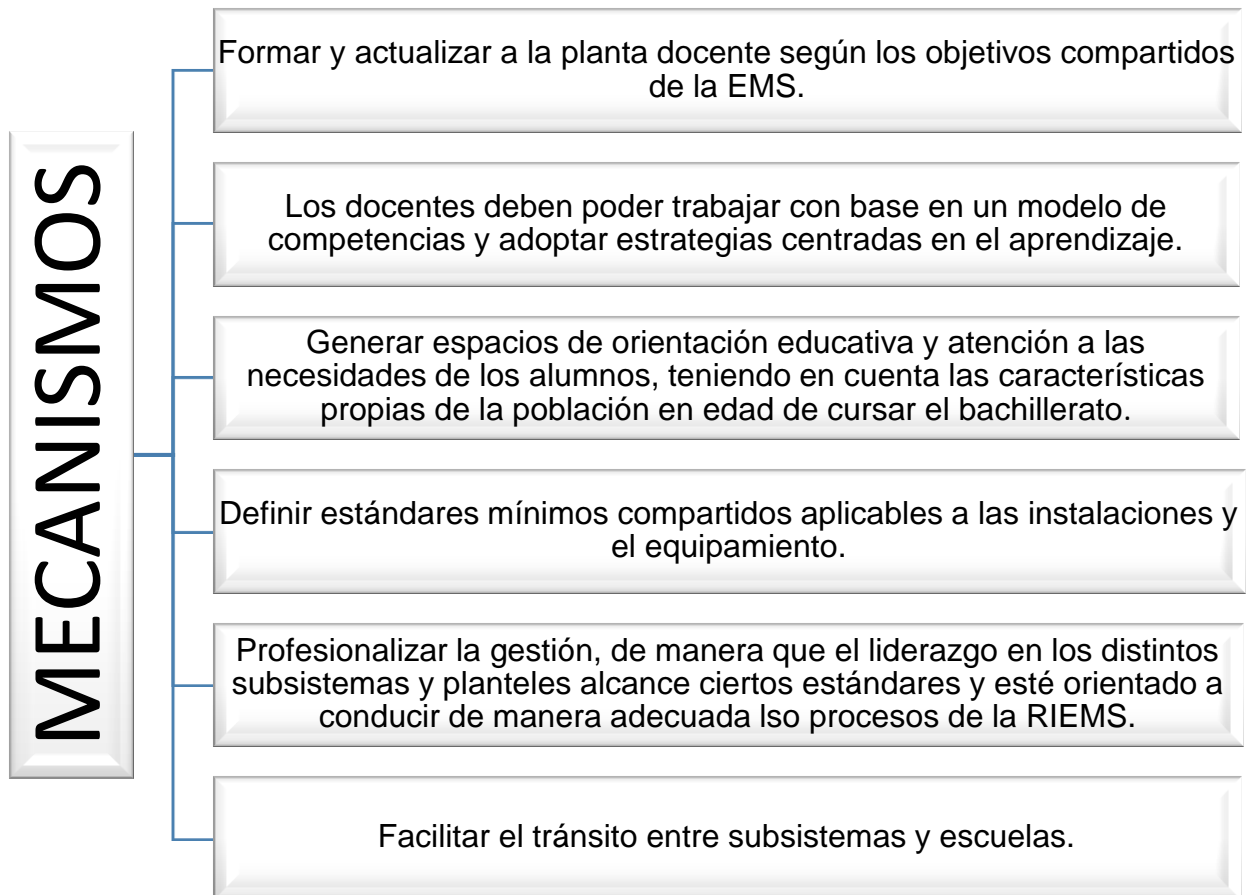 MECANISMOS
Formar y actualizar a la planta docente según los objetivos compartidos
de la EMS.
Los docentes deben poder trabajar con base en un modelo de
competencias y adoptar estrategias centradas en el aprendizaje.
Generar espacios de orientación educativa y atención a las
necesidades de los alumnos, teniendo en cuenta las características
propias de la población en edad de cursar el bachillerato.
Definir estándares mínimos compartidos aplicables a las instalaciones y
el equipamiento.
Profesionalizar la gestión, de manera que el liderazgo en los distintos
subsistemas y planteles alcance ciertos estándares y esté orientado a
conducir de manera adecuada lso procesos de la RIEMS.
Facilitar el tránsito entre subsistemas y escuelas.